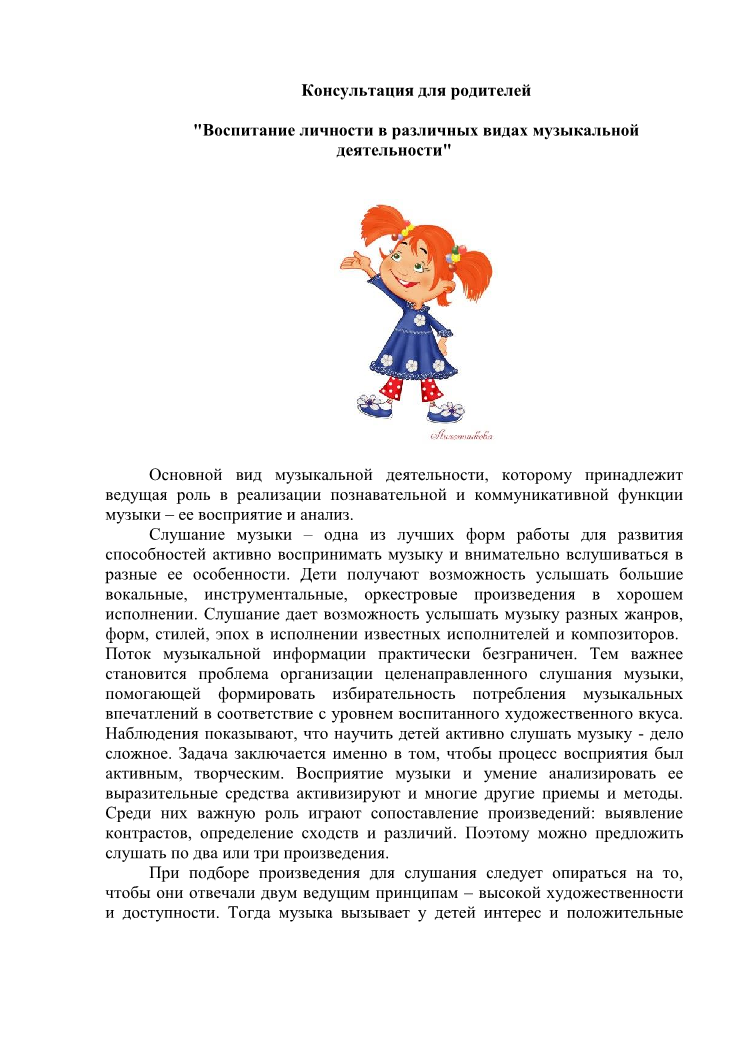 Консультация для родителей
"Воспитание личности в различных видах музыкальной
деятельности"
Основной вид музыкальной деятельности, которому принадлежит
ведущая роль в реализации познавательной и коммуникативной функции
музыки – ее восприятие и анализ.
Слушание музыки – одна из лучших форм работы для развития
способностей активно воспринимать музыку и внимательно вслушиваться в
разные ее особенности. Дети получают возможность услышать большие
вокальные, инструментальные, оркестровые произведения в хорошем
исполнении. Слушание дает возможность услышать музыку разных жанров,
форм, стилей, эпох в исполнении известных исполнителей и композиторов.
Поток музыкальной информации практически безграничен. Тем важнее
становится проблема организации целенаправленного слушания музыки,
помогающей формировать избирательность потребления музыкальных
впечатлений в соответствие с уровнем воспитанного художественного вкуса.
Наблюдения показывают, что научить детей активно слушать музыку - дело
сложное. Задача заключается именно в том, чтобы процесс восприятия был
активным, творческим. Восприятие музыки и умение анализировать ее
выразительные средства активизируют и многие другие приемы и методы.
Среди них важную роль играют сопоставление произведений: выявление
контрастов, определение сходств и различий. Поэтому можно предложить
слушать по два или три произведения.
При подборе произведения для слушания следует опираться на то,
чтобы они отвечали двум ведущим принципам – высокой художественности
и доступности. Тогда музыка вызывает у детей интерес и положительные